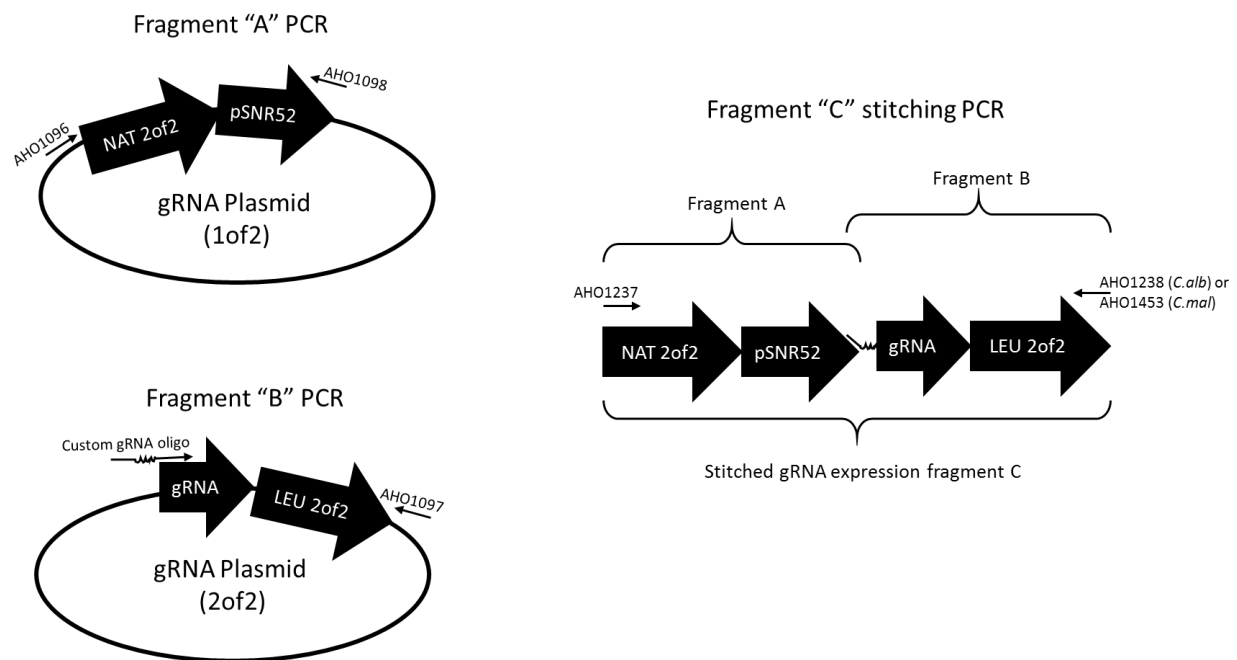 Fragment “A” PCR
AHO1096
NAT 2of2
pSNR52
AHO1098
gRNA Plasmid
(1of2)
Fragment “B” PCR
Custom gRNA oligo
gRNA
LEU 2of2
AHO1097
gRNA Plasmid
(2of2)
Fragment “C” stitching PCR
Fragment A
Fragment B
AHO1237
AHO1238 (C.alb) or
AHO1453 (C.mal)
NAT 2of2
pSNR52
gRNA
LEU 2of2
Stitched gRNA expression fragment C